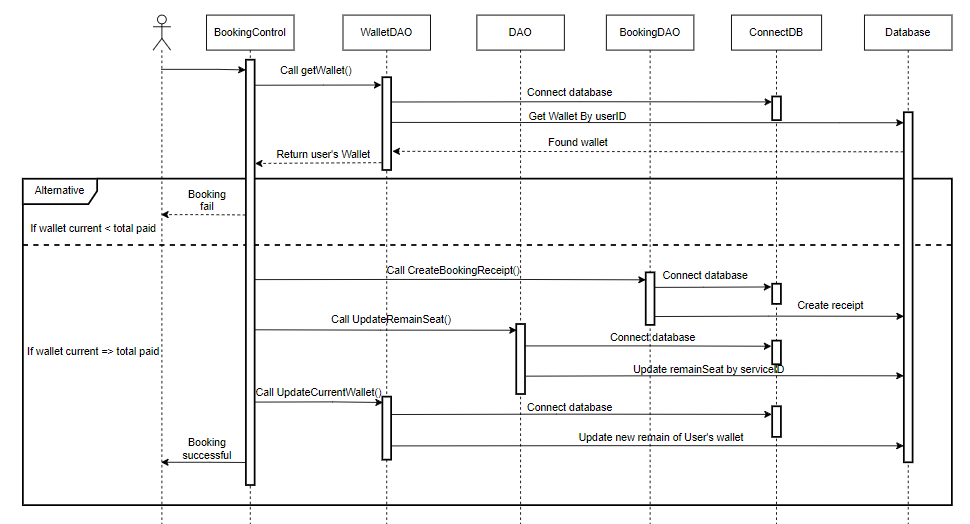 BookingControl
WalletDAO
DAO
BookingDAO
ConnectDB
Database
Call getWallet()
Connect database
Get Wallet By userID
Found wallet
Return user's Wallet
Alternative
Booking
fail
If wallet current < total paid
Call CreateBookingReceipt()
Connect database
Create receipt
Call UpdateRemainSeat()
Connect database
If wallet current => total paid
Update remainSeat by serviceID
Call UpdateCurrentWallet()
Connect database
Update new remain of User's wallet
Booking
successful